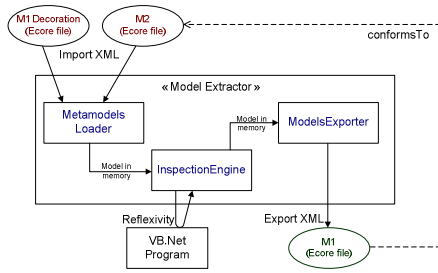 M1 Decoration
(Ecore file)
M2
(Ecore file)
conformsTo
Import XML
« Model Extractor »
Metamodels
Loader
Model in
memory
ModelsExporter
Model in
memory
InspectionEngine
Reflexivity
Export XML
VB.Net
Program
M1
(Ecore file)